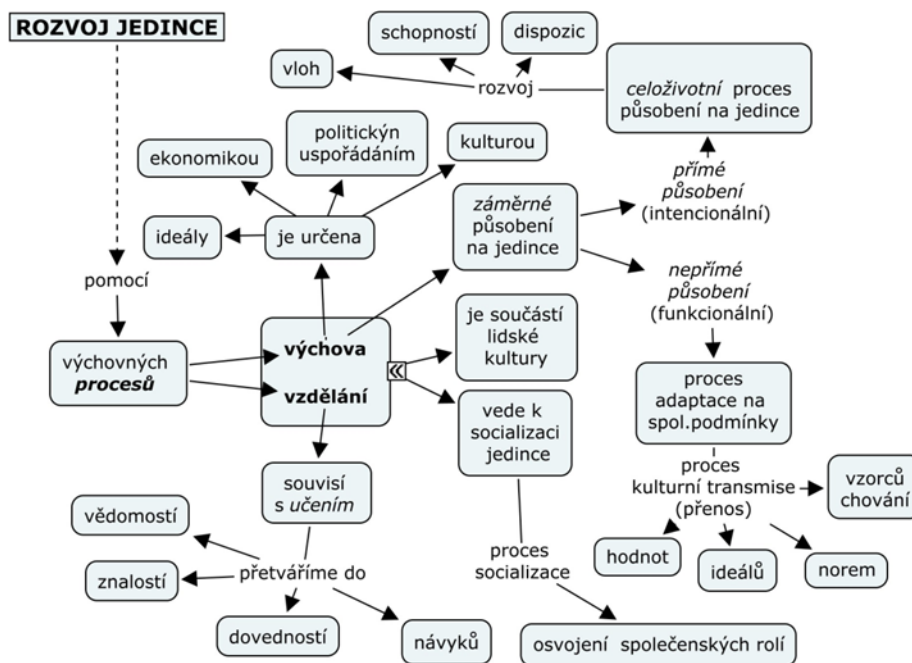 ROZVOJ JEDINCE
schopností
dispozic
vloh
rozvoj
celoživotní proces
působení na jedince
politickýn
uspořádáním
ekonomikou
kulturou
přímé
působení
(intencionální)
záměrné
působení
na jedince
ideály
je určena
pomocí
nepřímé
působení
(funkcionální)
výchovných
procesů
výchova
vzdělání
je součástí
lidské
kultury
vede k
socializaci
jedince
proces
adaptace na
spol.podmínky
souvisí
s učením
proces
kulturní transmise
(přenos)
vzorců
chování
vědomostí
znalostí
přetváříme do
dovedností
návyků
proces
socializace
hodnot
ideálů
norem
osvojení společenských rolí